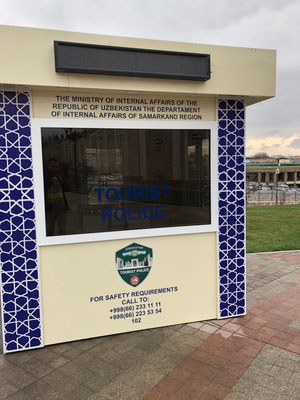 THE MINISTRY OF INTERNAL AFFAIRS OF THE
REPUBLIC OF UZBEKISTAN THE DEPARTAMENT
OF INTERNAL AFFAIRS OF SAMARKAND REGION
TOURIST
POLICE
TOURIST
POLICE
FOR SAFETY REQUIREMENTS
CALL TO:
+998(66) 233 11 11
+998(66) 223 53 54
102